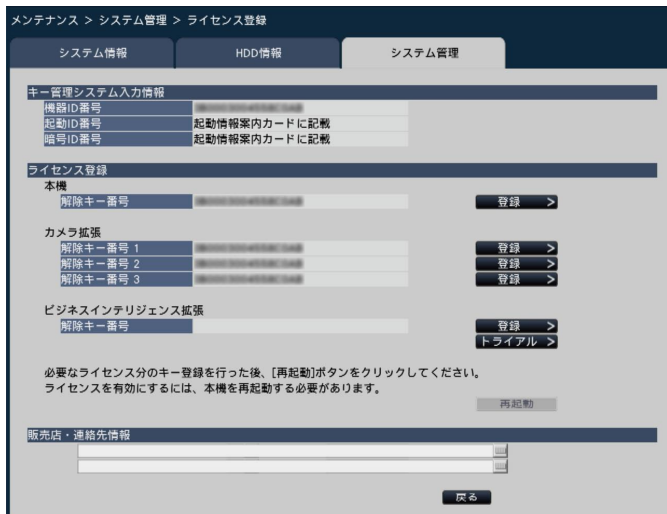 メンテナンス > システム管理 > ライセンス登録
システム情報 HDD情報 システム管理
キー管理システム入力情報
機器ID番号
起動ID番号 起動情報案内カードに記載
暗号ID番号 起動情報案内カードに記載
ライセンス登録
本機
解除キー番号 登録 >
カメラ拡張
解除キー番号 1 登録 >
解除キー番号 2 登録 >
解除キー番号 3 登録 >
ビジネスインテリジェンス拡張
解除キー番号 登録 >
トライアル >
必要なライセンス分のキー登録を行った後、[再起動]ボタンをクリックしてください。
ライセンスを有効にするには、本機を再起動する必要があります。
再起動
販売店・連絡先情報
戻る